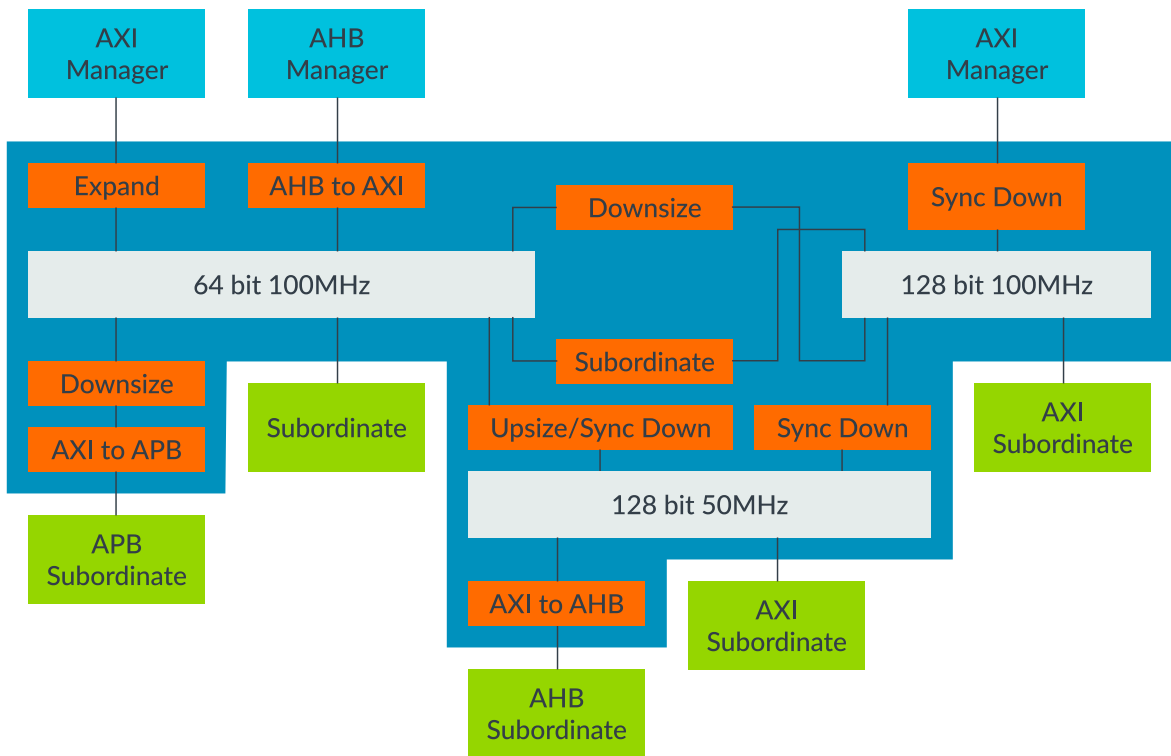 AXI
Manager
AHB
Manager
AXI
Manager
Expand
AHB to AXI
Downsize
Sync Down
64 bit 100MHz
128 bit 100MHz
Downsize
Subordinate
AXI to APB
Subordinate
Upsize/Sync Down
Sync Down
AXI
Subordinate
128 bit 50MHz
APB
Subordinate
AXI to AHB
AXI
Subordinate
AHB
Subordinate